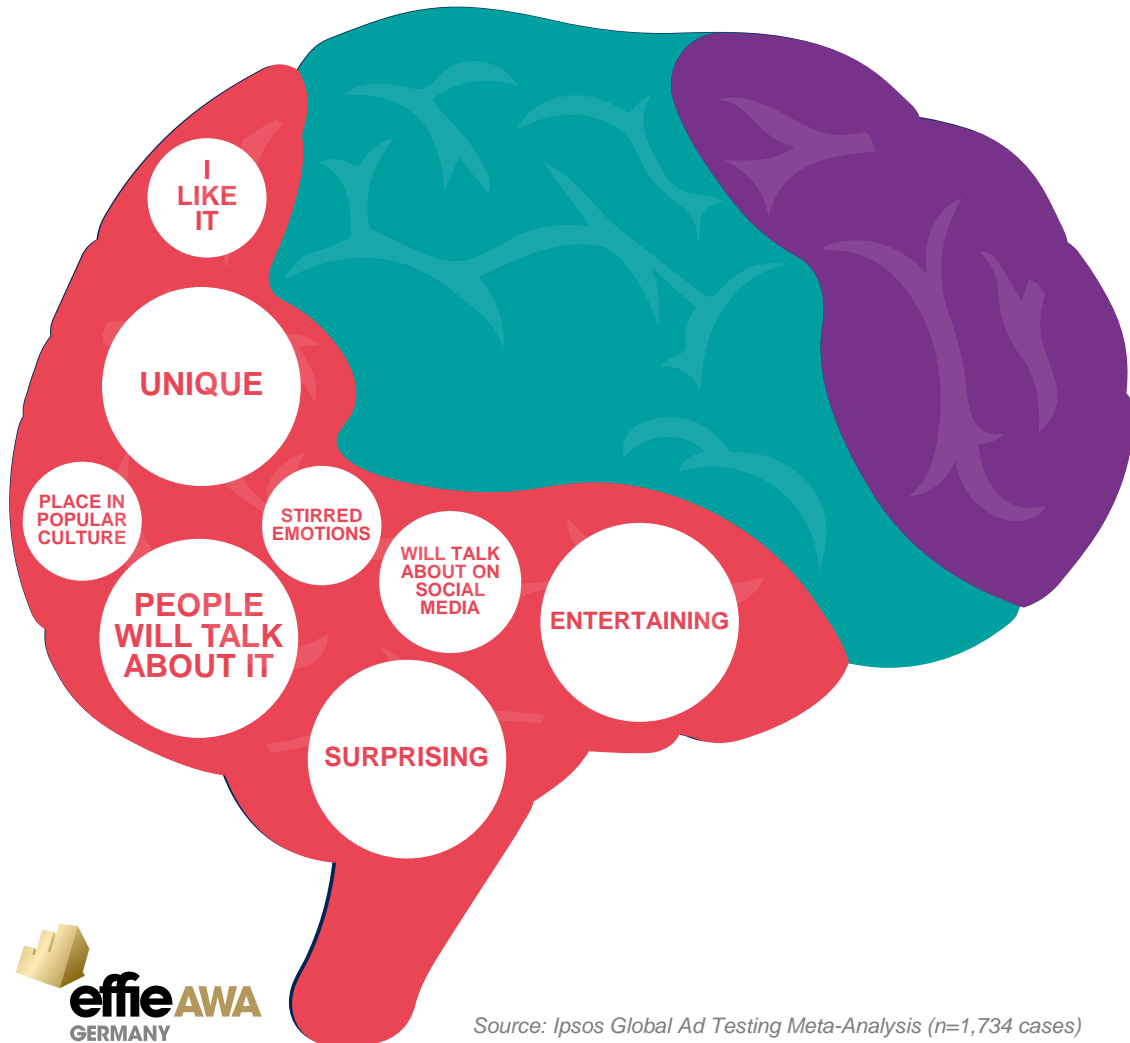 I
LIKE
IT
UNIQUE
PLACE IN
POPULAR
CULTURE
STIRRED
EMOTIONS
WILL TALK
ABOUT ON
SOCIAL
MEDIA
PEOPLE
WILL TALK
ABOUT IT
ENTERTAINING
SURPRISING
effie AWA
GERMANY
Source: Ipsos Global Ad Testing Meta-Analysis (n=1,734 cases)